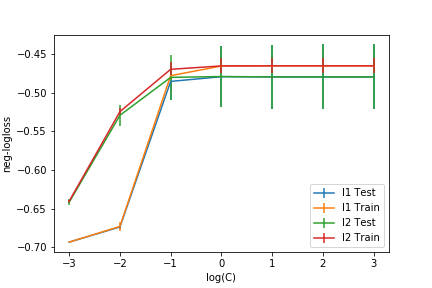 −0.45
−0.50
−0.55
−0.60
−0.65
−0.70
neg-logloss
−3
−2
−1
0
1
2
3
log(C)
l1 Test
l1 Train
l2 Test
l2 Train